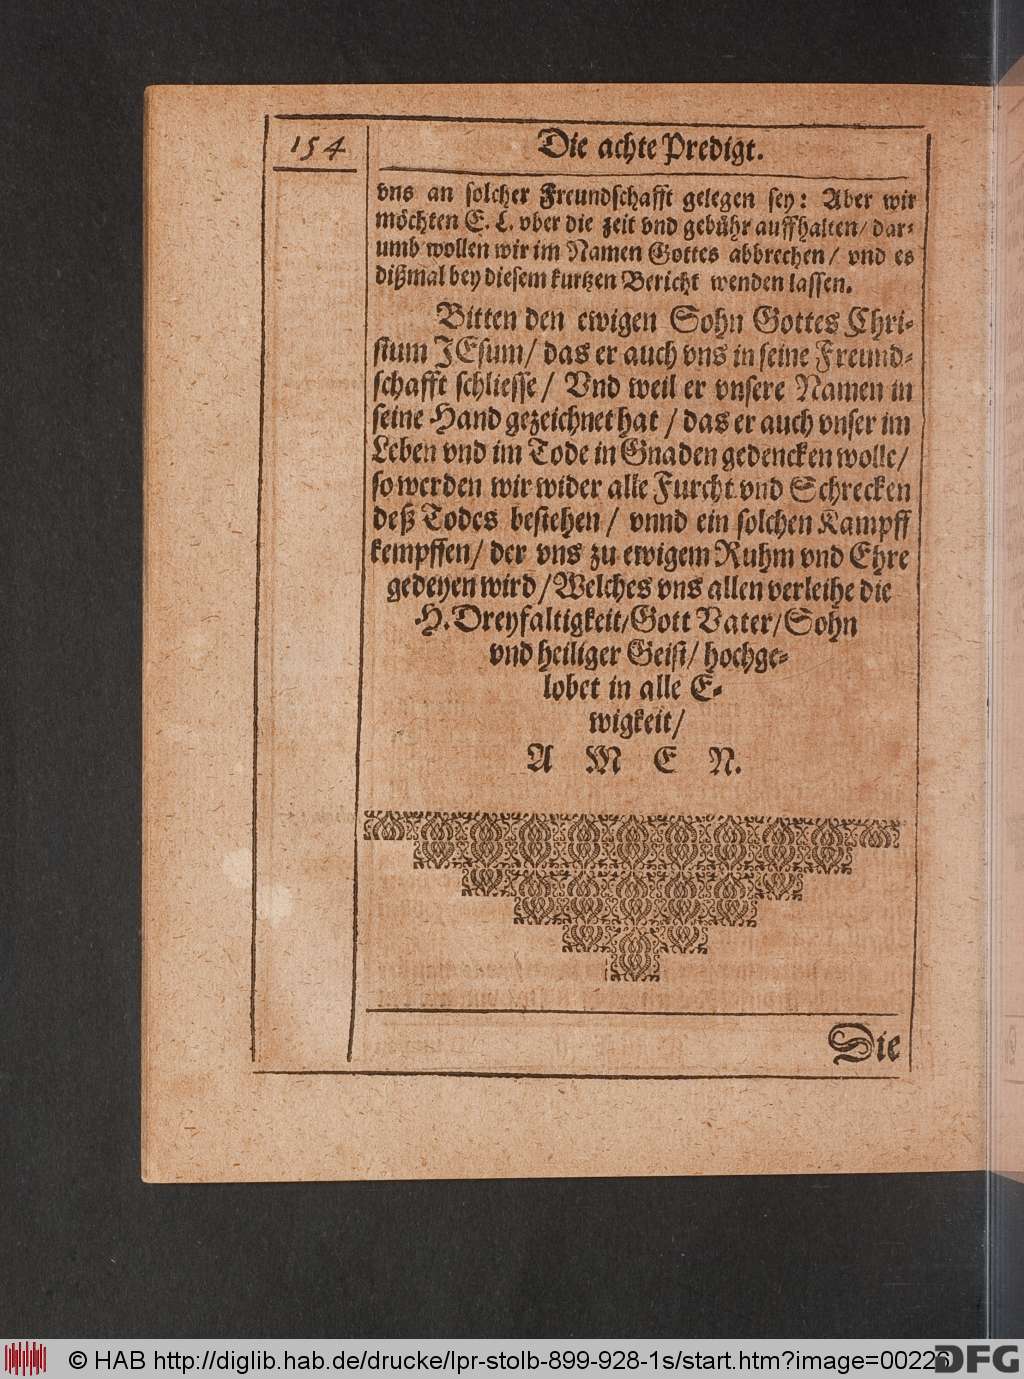 154
Die achte Predigt.
vns an solcher Freundschafft gelegen sey: Aber wir
möchten E. L. vber die zeit vnd gebühr auffhalten/ dar-
umb wollen wir im Namen Gottes abbrechen/ vnd es
dißmal bey diesem kurtzen Bericht wenden lassen.
Bitten den ewigen Sohn Gottes Chri-
stum JEsum/ das er auch vns in seine Freund-
schafft schliesse/ Vnd weil er vnsere Namen in
seine Hand gezeichnet hat/ das er auch vnser im
Leben vnd im Tode in Gnaden gedencken wolle/
so werden wir wider alle Furcht vnd Schrecken
deß Todes bestehen/ vnnd ein solchen Kampff
kempffen/ der vns zu ewigem Ruhm vnd Ehre
gedeyen wird/ Welches vns allen verleihe die
H. Dreyfaltigkeit/ Gott Vater/ Sohn
vnd heiliger Geist/ hochge-
lobet in alle E-
wigkeit/
A M E N.
Die
© HAB http://diglib.hab.de/drucke/lpr-stolb-899-928-1s/start.htm?image=00226
DFG